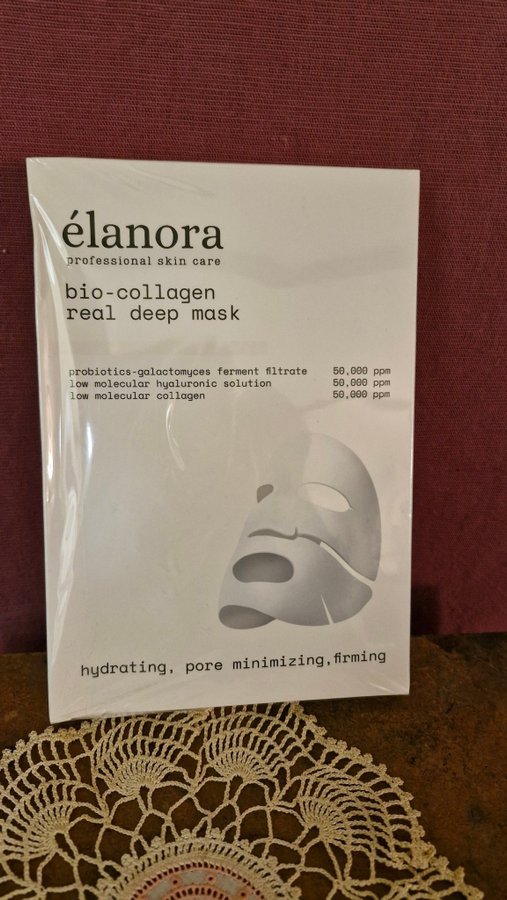 élanora
professional skin care
bio-collagen
real deep mask
probiotics-galactomyces ferment filtrate 50,000 ppm
low molecular hyaluronic solution 50,000 ppm
low molecular collagen 50,000 ppm
hydrating, pore minimizing,firming